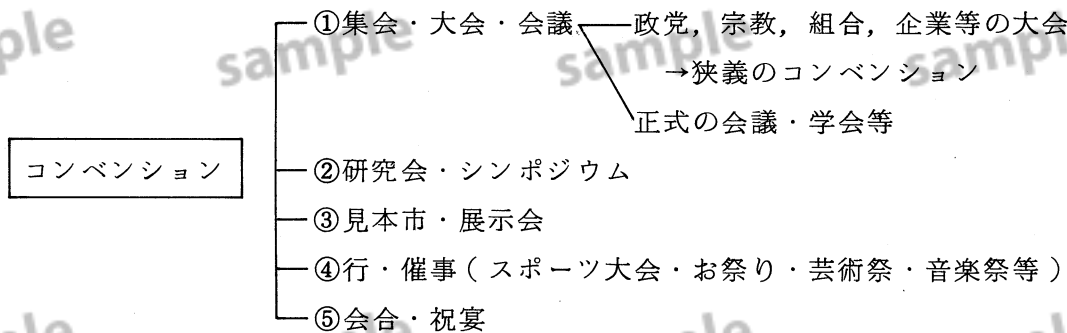 ①集会・大会・会議
政党，宗教，組合，企業等の大会
→狭義のコンベンション
正式の会議・学会等
コンベンション
②研究会・シンポジウム
③見本市・展示会
④行・催事（スポーツ大会・お祭り・芸術祭・音楽祭等）
⑤会合・祝宴
sample
sample
sample
sample